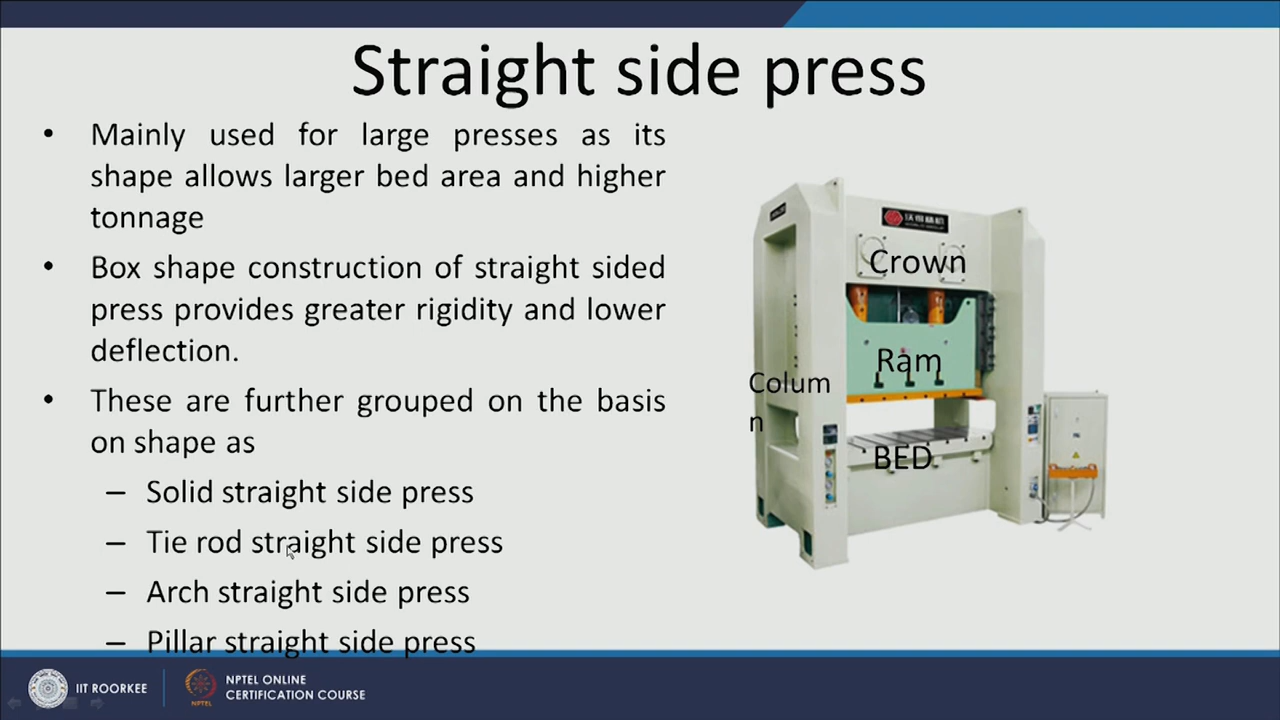 Straight side press
• Mainly used for large presses as its
shape allows larger bed area and higher
tonnage
• Box shape construction of straight sided
press provides greater rigidity and lower
deflection.
• These are further grouped on the basis
on shape as
– Solid straight side press
– Tie rod straight side press
– Arch straight side press
– Pillar straight side press
Crown
Ram
Colum
n
BED
IIT ROORKEE
NPTEL
NPTEL ONLINE
CERTIFICATION COURSE